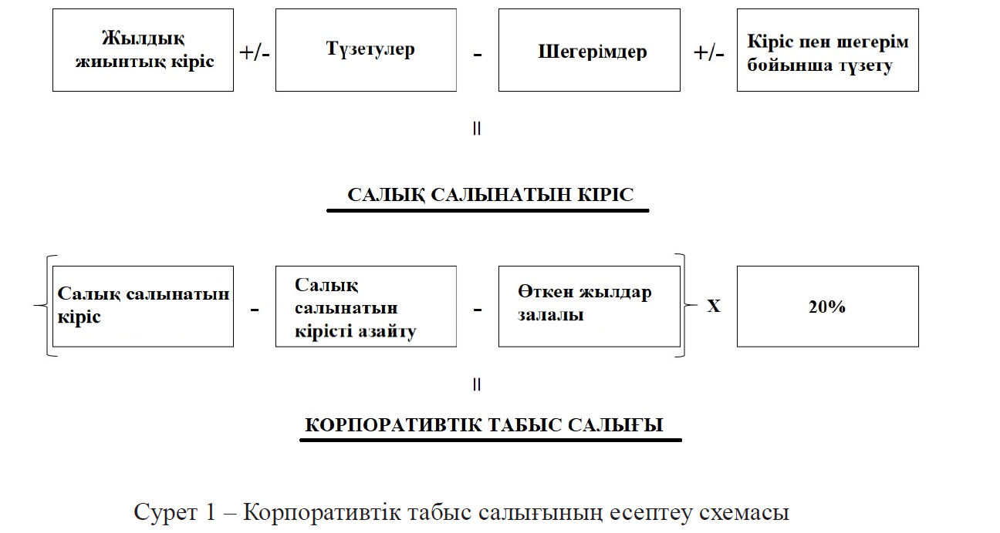 Жылдық
жиынтық кіріс
+/-
Түзетулер
-
Шегерімдер
+/-
Кіріс пен шегерім
бойынша түзету
=
САЛЫҚ САЛЫНАТЫН КІРІС
Салық салынатын
кіріс
-
Салық
салынатын
кірісті азайту
-
Өткен жылдар
залалы
X
20%
=
КОРПОРАТИВТІК ТАБЫС САЛЫҒЫ
Сурет 1 – Корпоративтік табыс салығының есептеу схемасы